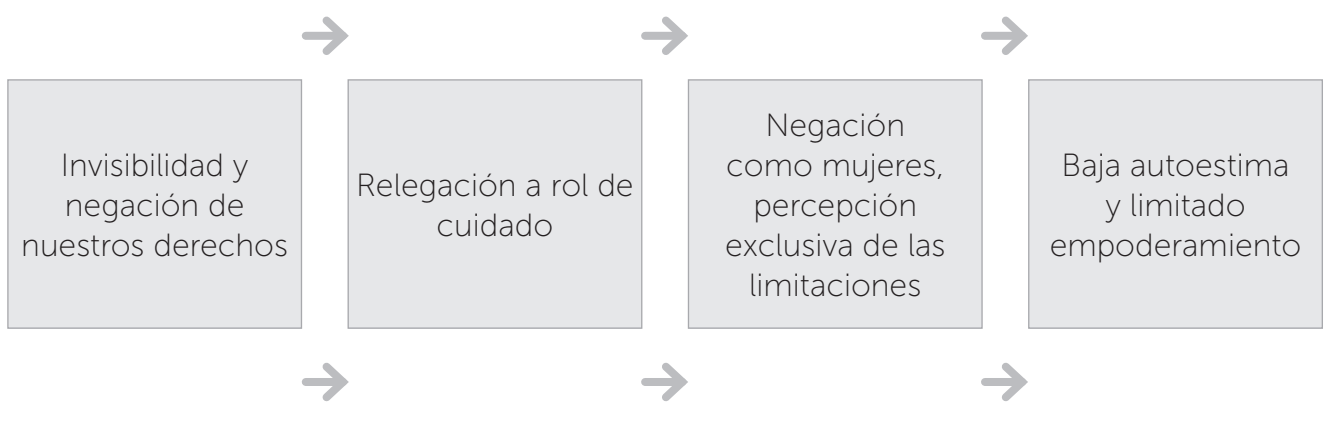 Invisibilidad y
negación de
nuestros derechos
Relegación a rol de
cuidado
Negación
como mujeres,
percepción
exclusiva de las
limitaciones
Baja autoestima
y limitado
empoderamiento